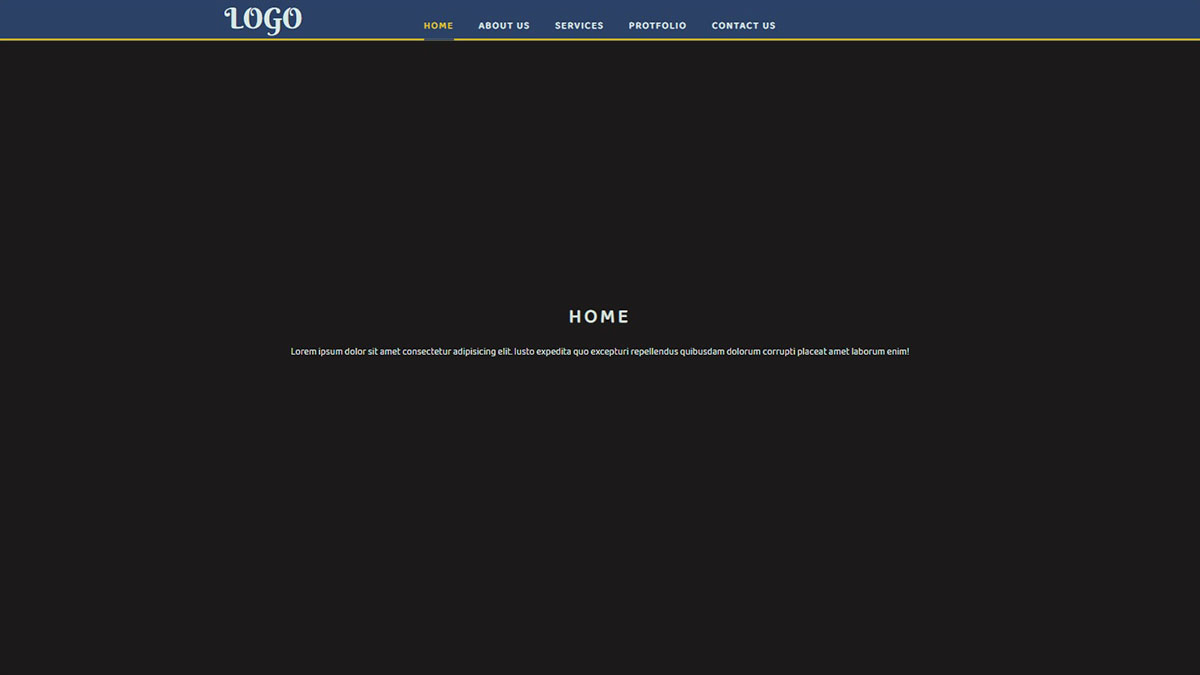 LOGO
HOME ABOUT US SERVICES PROTFOLIO CONTACT US
HOME
Lorem ipsum dolor sit amet consectetur adipisicing elit. Iusto expedita quo excepturi repellendus quibusdam dolorum corrupti placeat amet laborum enim!